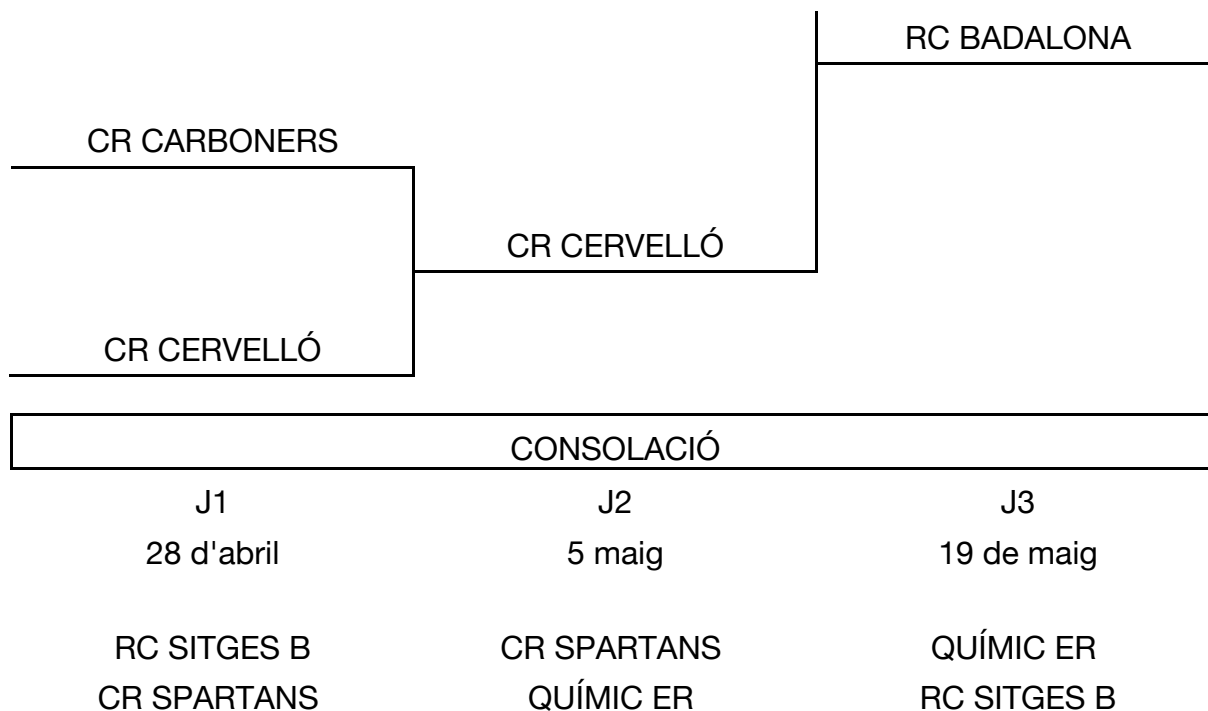 RC BADALONA
CR CARBONERS
CR CERVELLÓ
CR CERVELLÓ
CONSOLACIÓ
J1 J2 J3
28 d'abril 5 maig 19 de maig
RC SITGES B CR SPARTANS QUÍMIC ER
CR SPARTANS QUÍMIC ER RC SITGES B